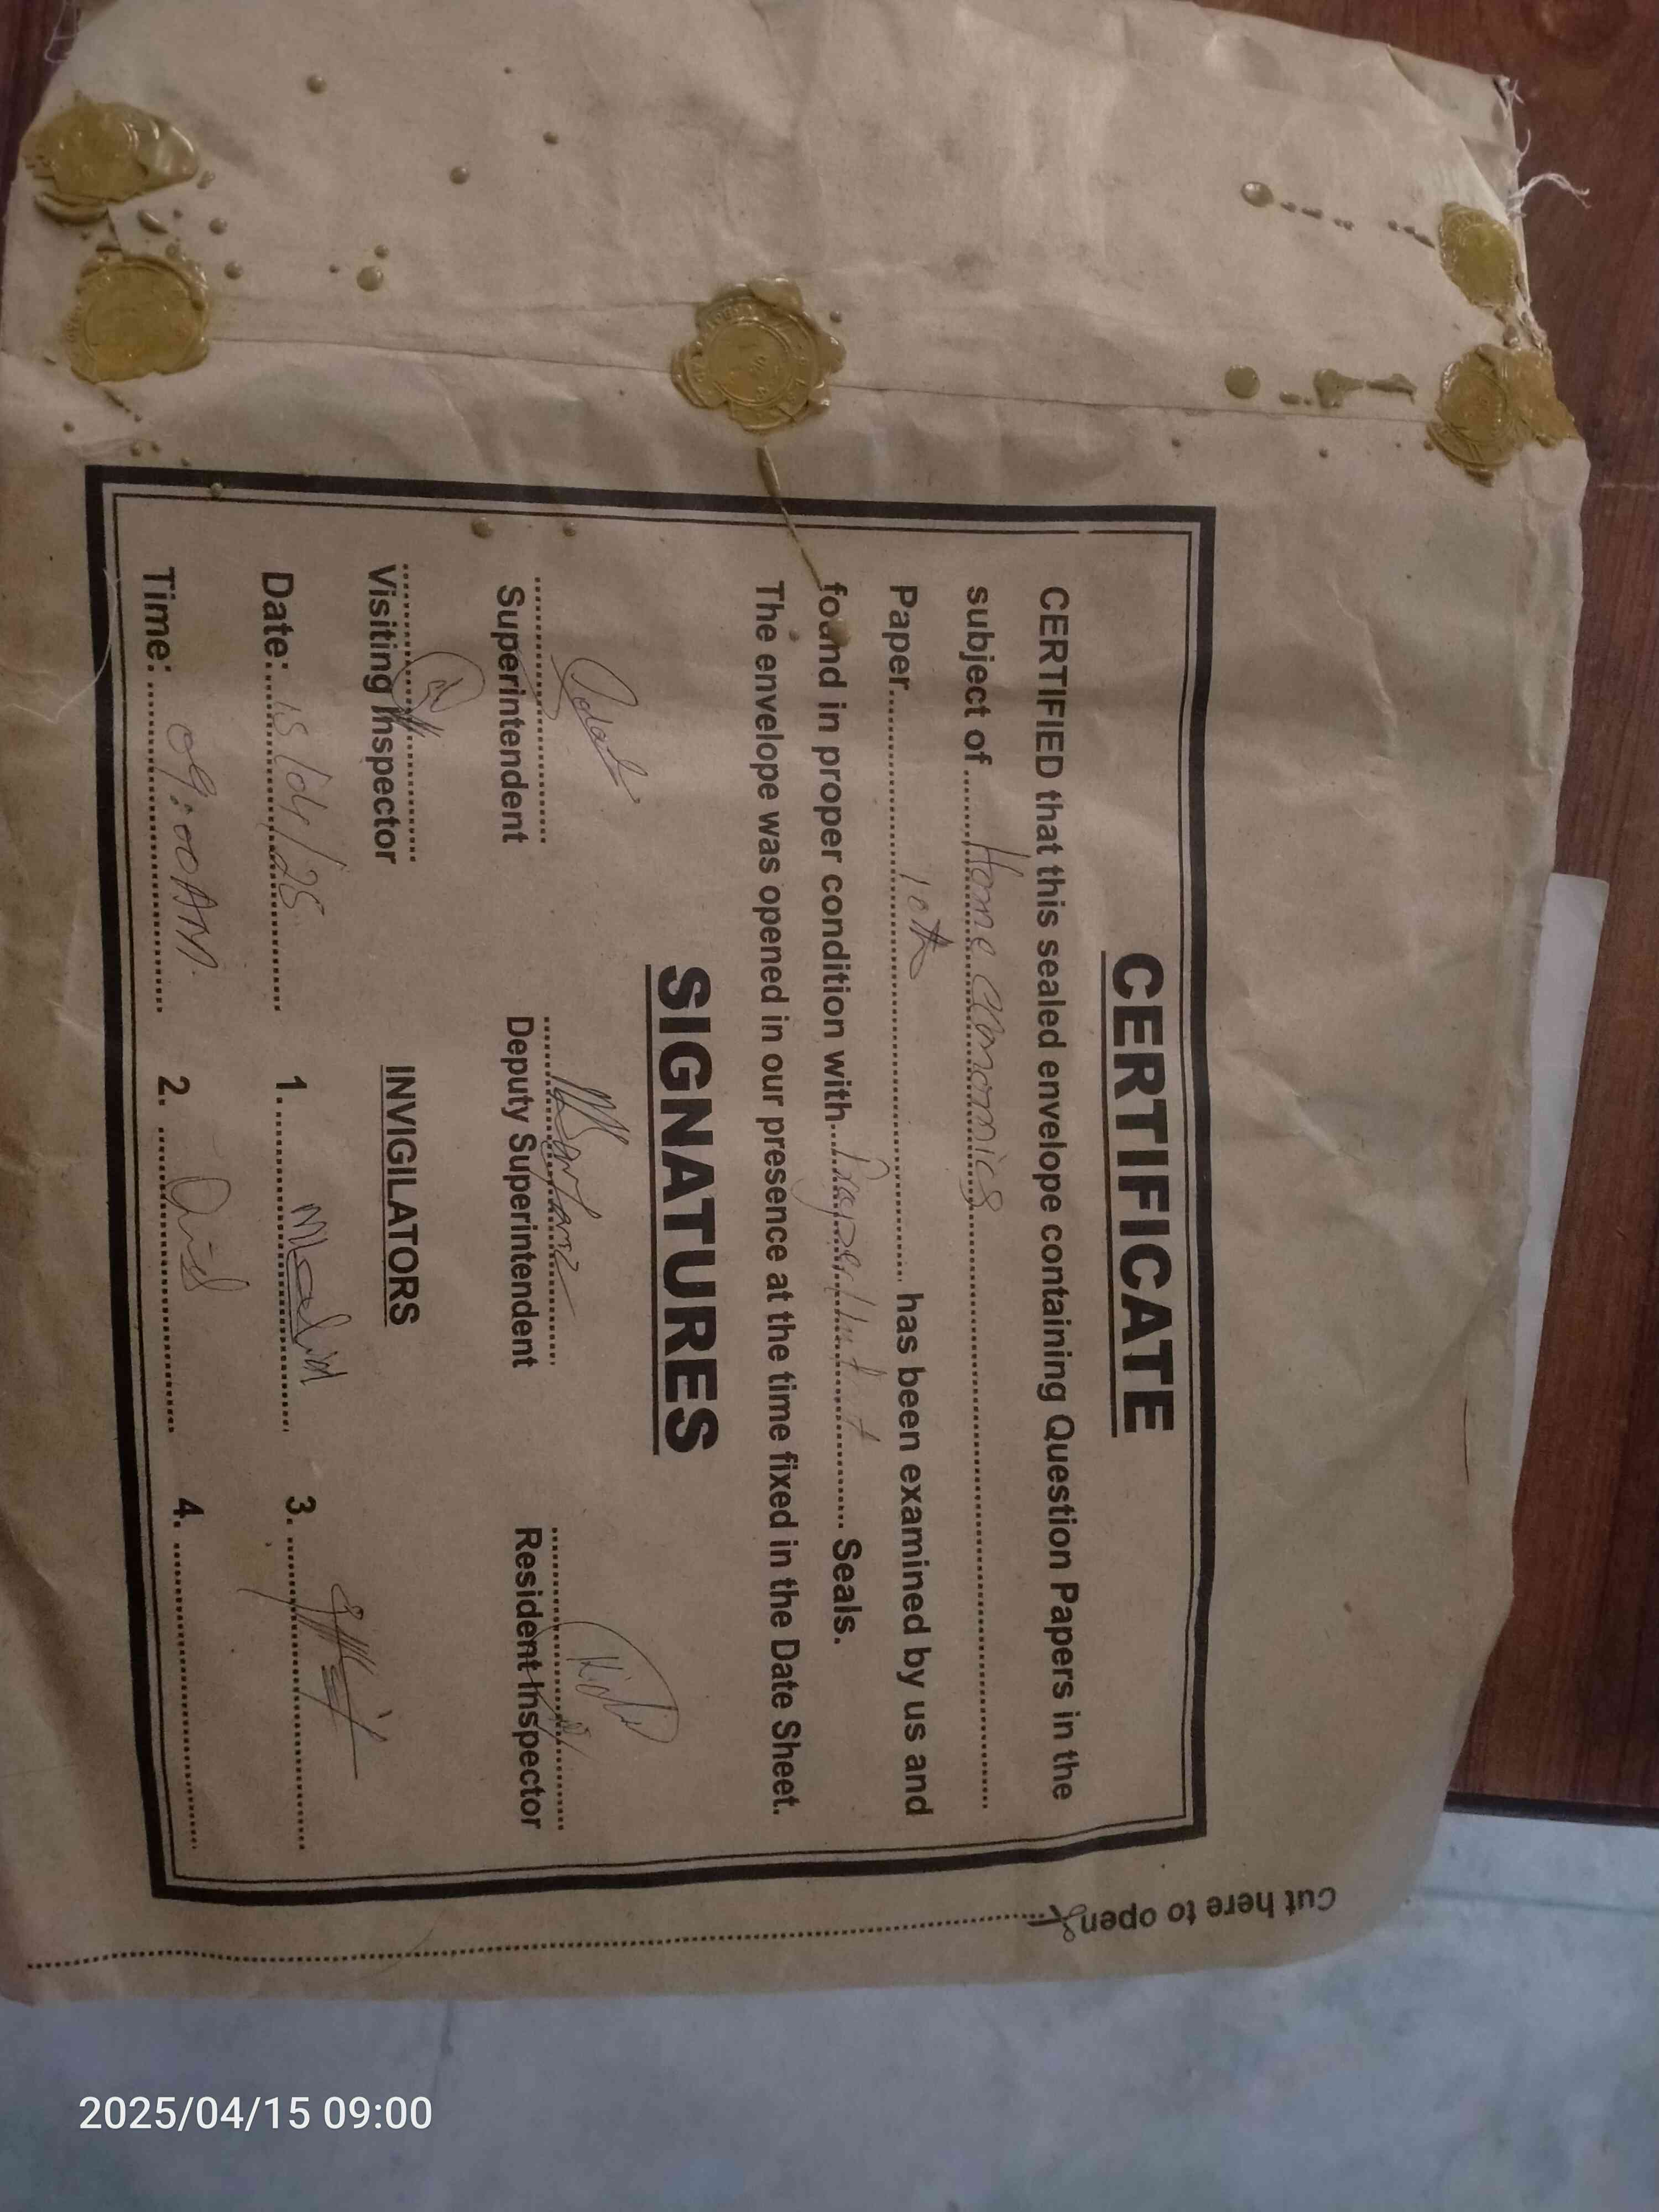 CERTIFICATE
CERTIFIED that this sealed envelope containing Question Papers in the
subject of Home economics
Paper 10th has been examined by us and
found in proper condition with Seals.
The envelope was opened in our presence at the time fixed in the Date Sheet.
SIGNATURES
Superintendent Deputy Superintendent Resident Inspector
Visiting Inspector
INVIGILATORS
Date: 15/04/25 1. 3.
Time: 09:00AM 2. 4.
Cut here to open
2025/04/15 09:00